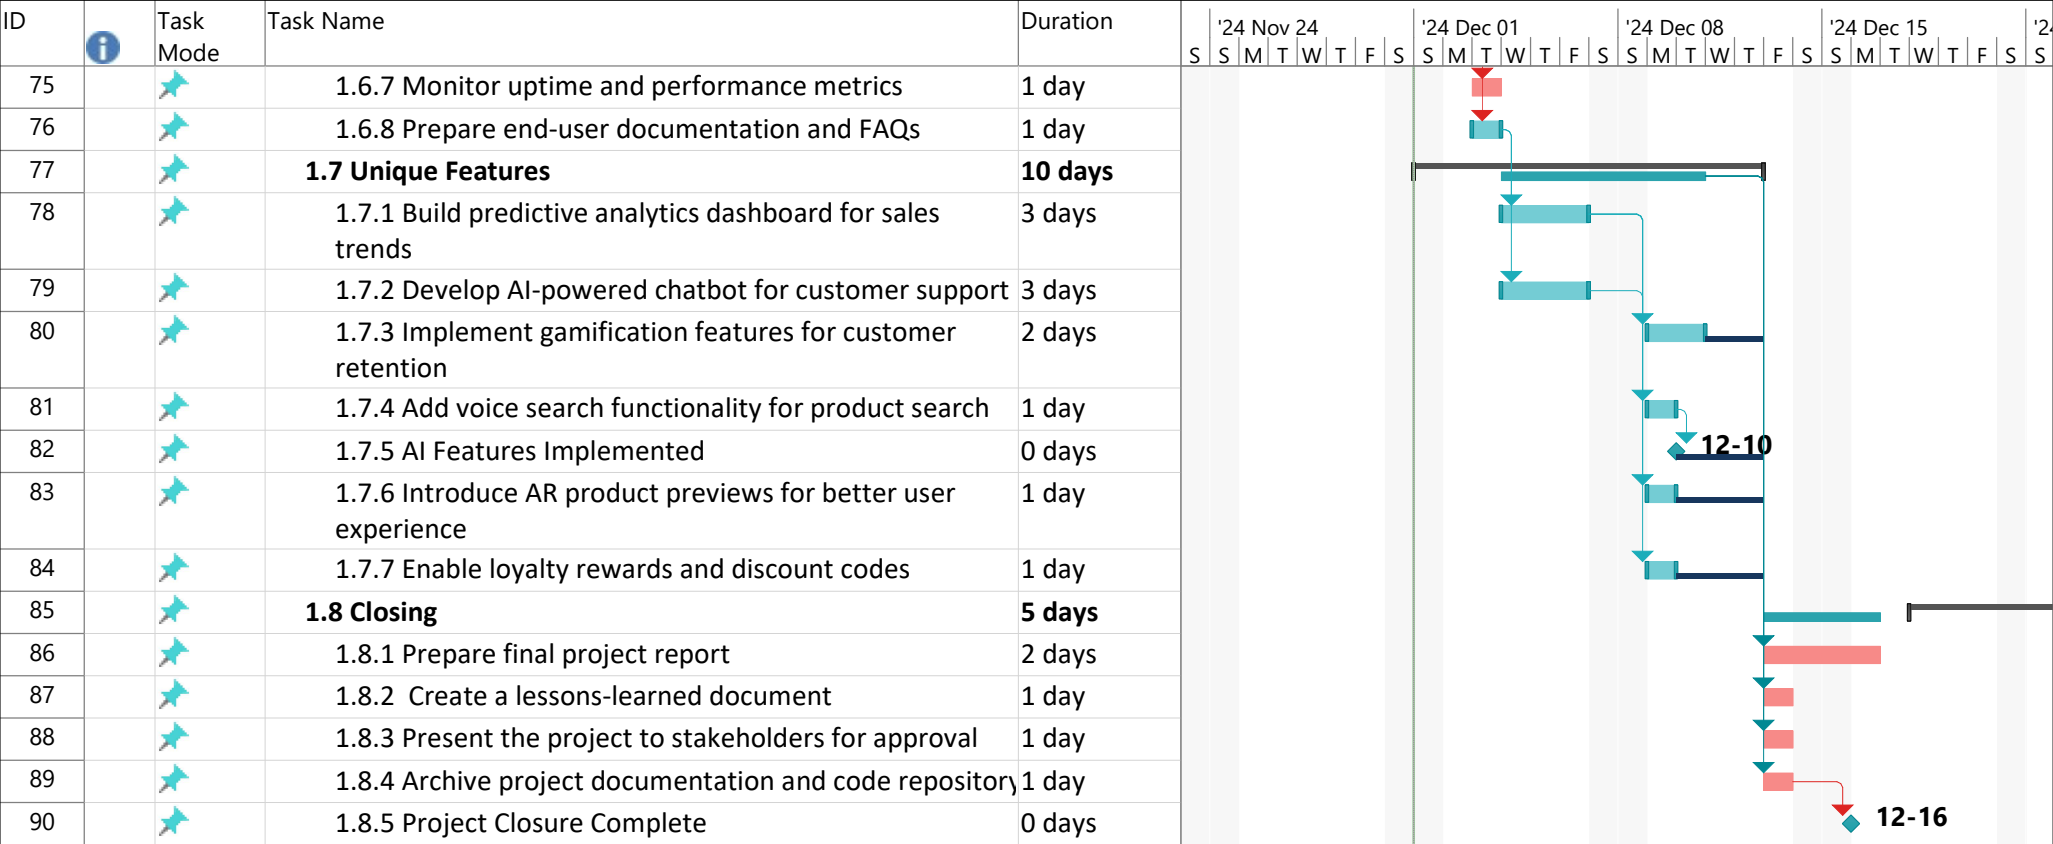 ID Task Mode Task Name Duration '24 Nov 24 '24 Dec 01 '24 Dec 08 '24 Dec 15 '24
S S M T W T F S S M T W T F S S M T W T F S S M T W T F S S
75 1.6.7 Monitor uptime and performance metrics 1 day
76 1.6.8 Prepare end-user documentation and FAQs 1 day
77 1.7 Unique Features 10 days
78 1.7.1 Build predictive analytics dashboard for sales 3 days
trends
79 1.7.2 Develop AI-powered chatbot for customer support 3 days
80 1.7.3 Implement gamification features for customer 2 days
retention
81 1.7.4 Add voice search functionality for product search 1 day
82 1.7.5 AI Features Implemented 0 days 12-10
83 1.7.6 Introduce AR product previews for better user 1 day
experience
84 1.7.7 Enable loyalty rewards and discount codes 1 day
85 1.8 Closing 5 days
86 1.8.1 Prepare final project report 2 days
87 1.8.2 Create a lessons-learned document 1 day
88 1.8.3 Present the project to stakeholders for approval 1 day
89 1.8.4 Archive project documentation and code repository 1 day
90 1.8.5 Project Closure Complete 0 days 12-16